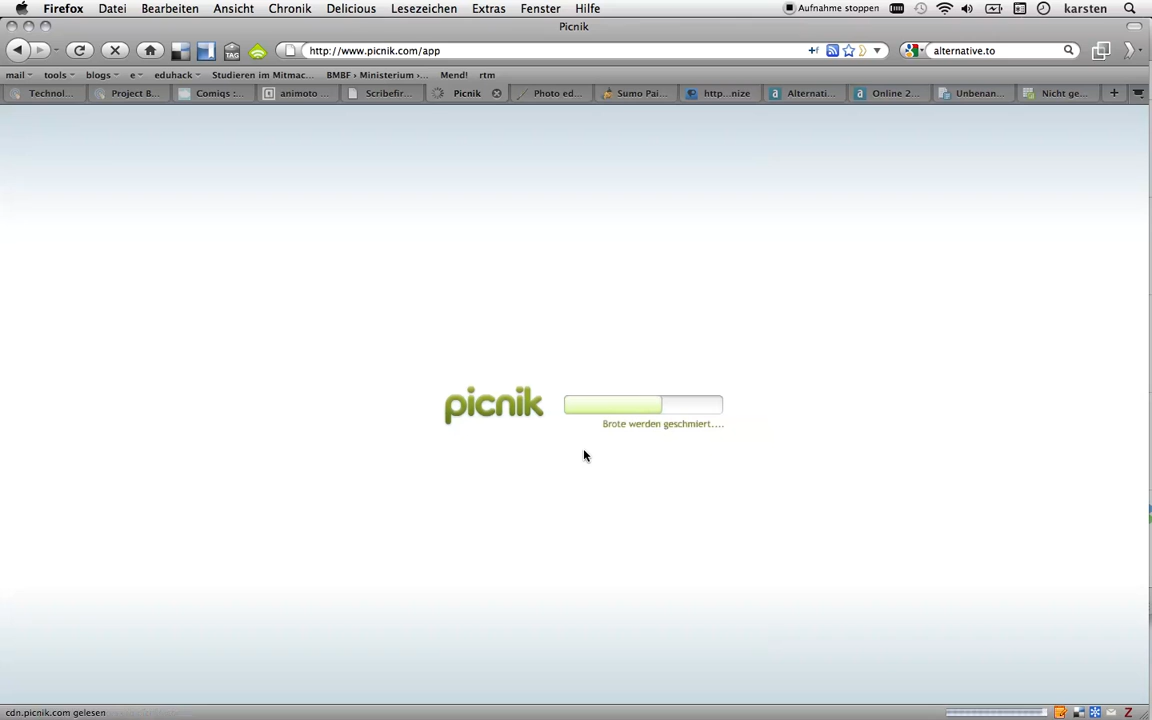 Firefox Datei Bearbeiten Ansicht Chronik Delicious Lesezeichen Extras Fenster Hilfe Aufnahme stoppen karsten
Picnik
http://www.picnik.com/app alternative.to
mail tools blogs e eduhack Studieren im Mitmac... BMBF › Ministerium ›... Mend! rtm
Technol... Project B... Comiqs :... animoto ... Scribefir... Picnik Photo ed... Sumo Pai... http...nize Alternati... Online 2... Unbenan... Nicht ge...
picnik
Brote werden geschmiert....
cdn.picnik.com gelesen